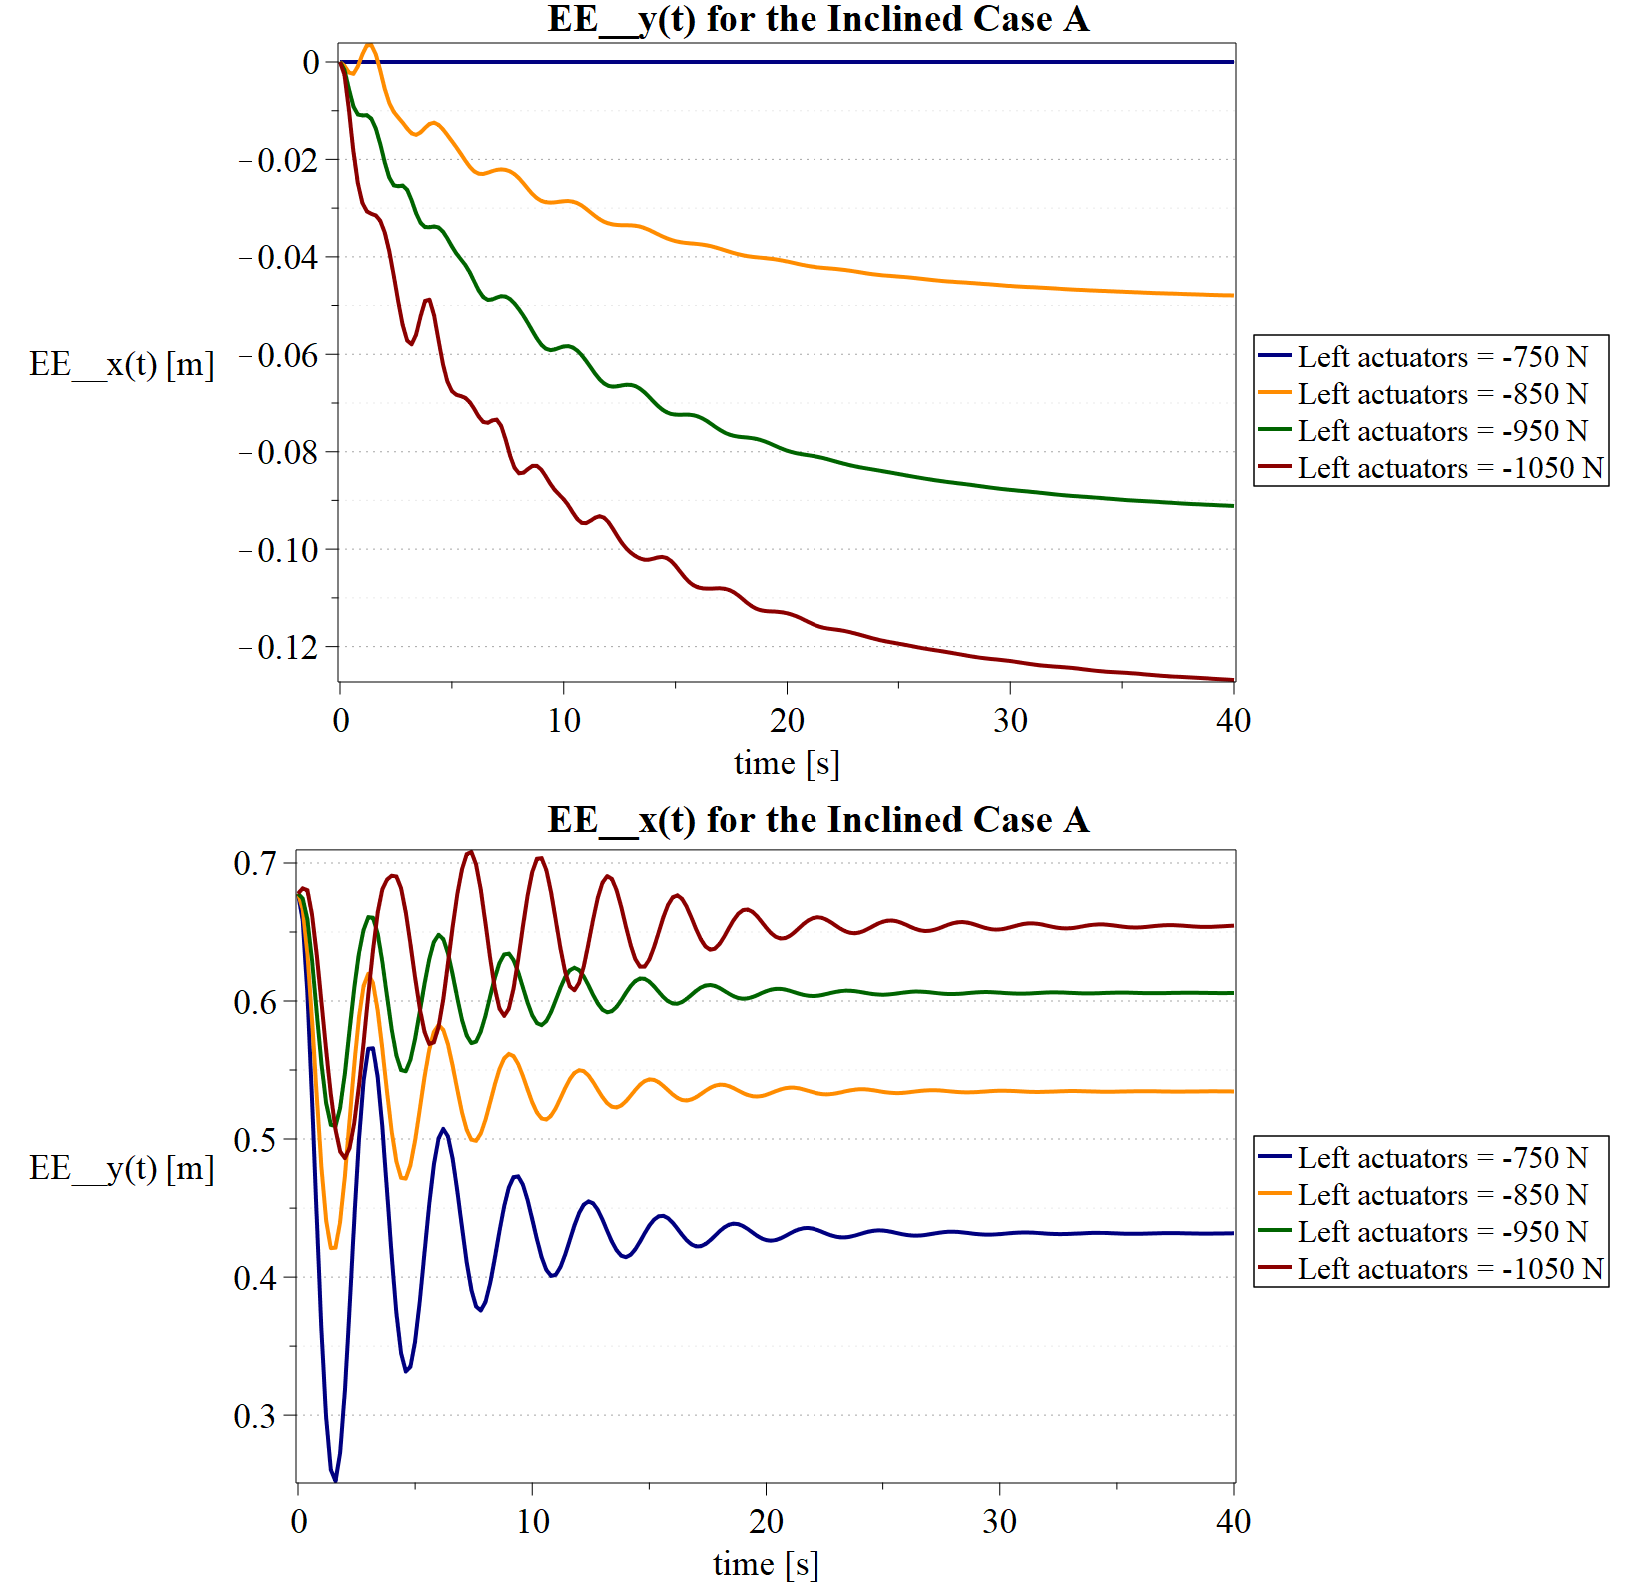 EE__y(t) for the Inclined Case A
0
−0.02
−0.04
EE__x(t) [m]
−0.06
−0.08
−0.10
−0.12
0 10 20 30 40
time [s]
Left actuators = -750 N
Left actuators = -850 N
Left actuators = -950 N
Left actuators = -1050 N
EE__x(t) for the Inclined Case A
0.7
0.6
0.5
EE__y(t) [m]
0.4
0.3
0 10 20 30 40
time [s]
Left actuators = -750 N
Left actuators = -850 N
Left actuators = -950 N
Left actuators = -1050 N